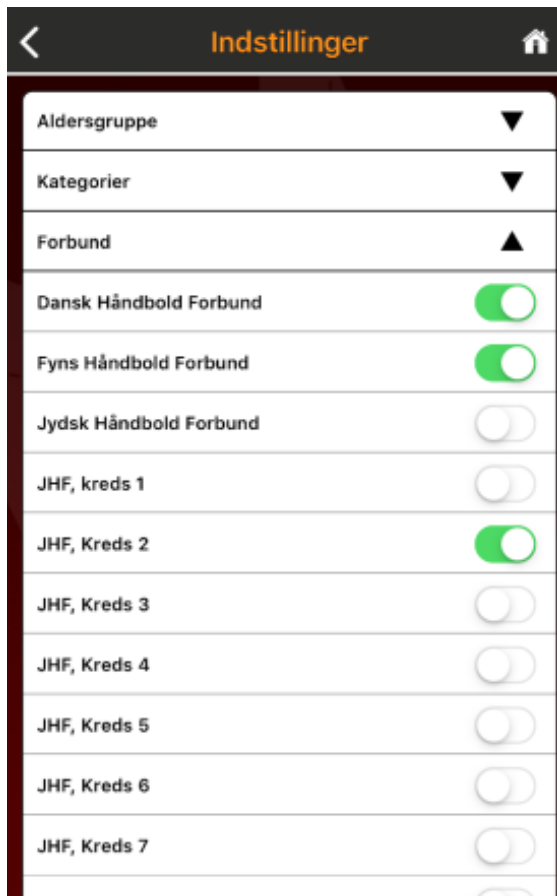 Indstillinger
Aldersgruppe
Kategorier
Forbund
Dansk Håndbold Forbund
Fyns Håndbold Forbund
Jydsk Håndbold Forbund
JHF, kreds 1
JHF, Kreds 2
JHF, Kreds 3
JHF, Kreds 4
JHF, Kreds 5
JHF, Kreds 6
JHF, Kreds 7